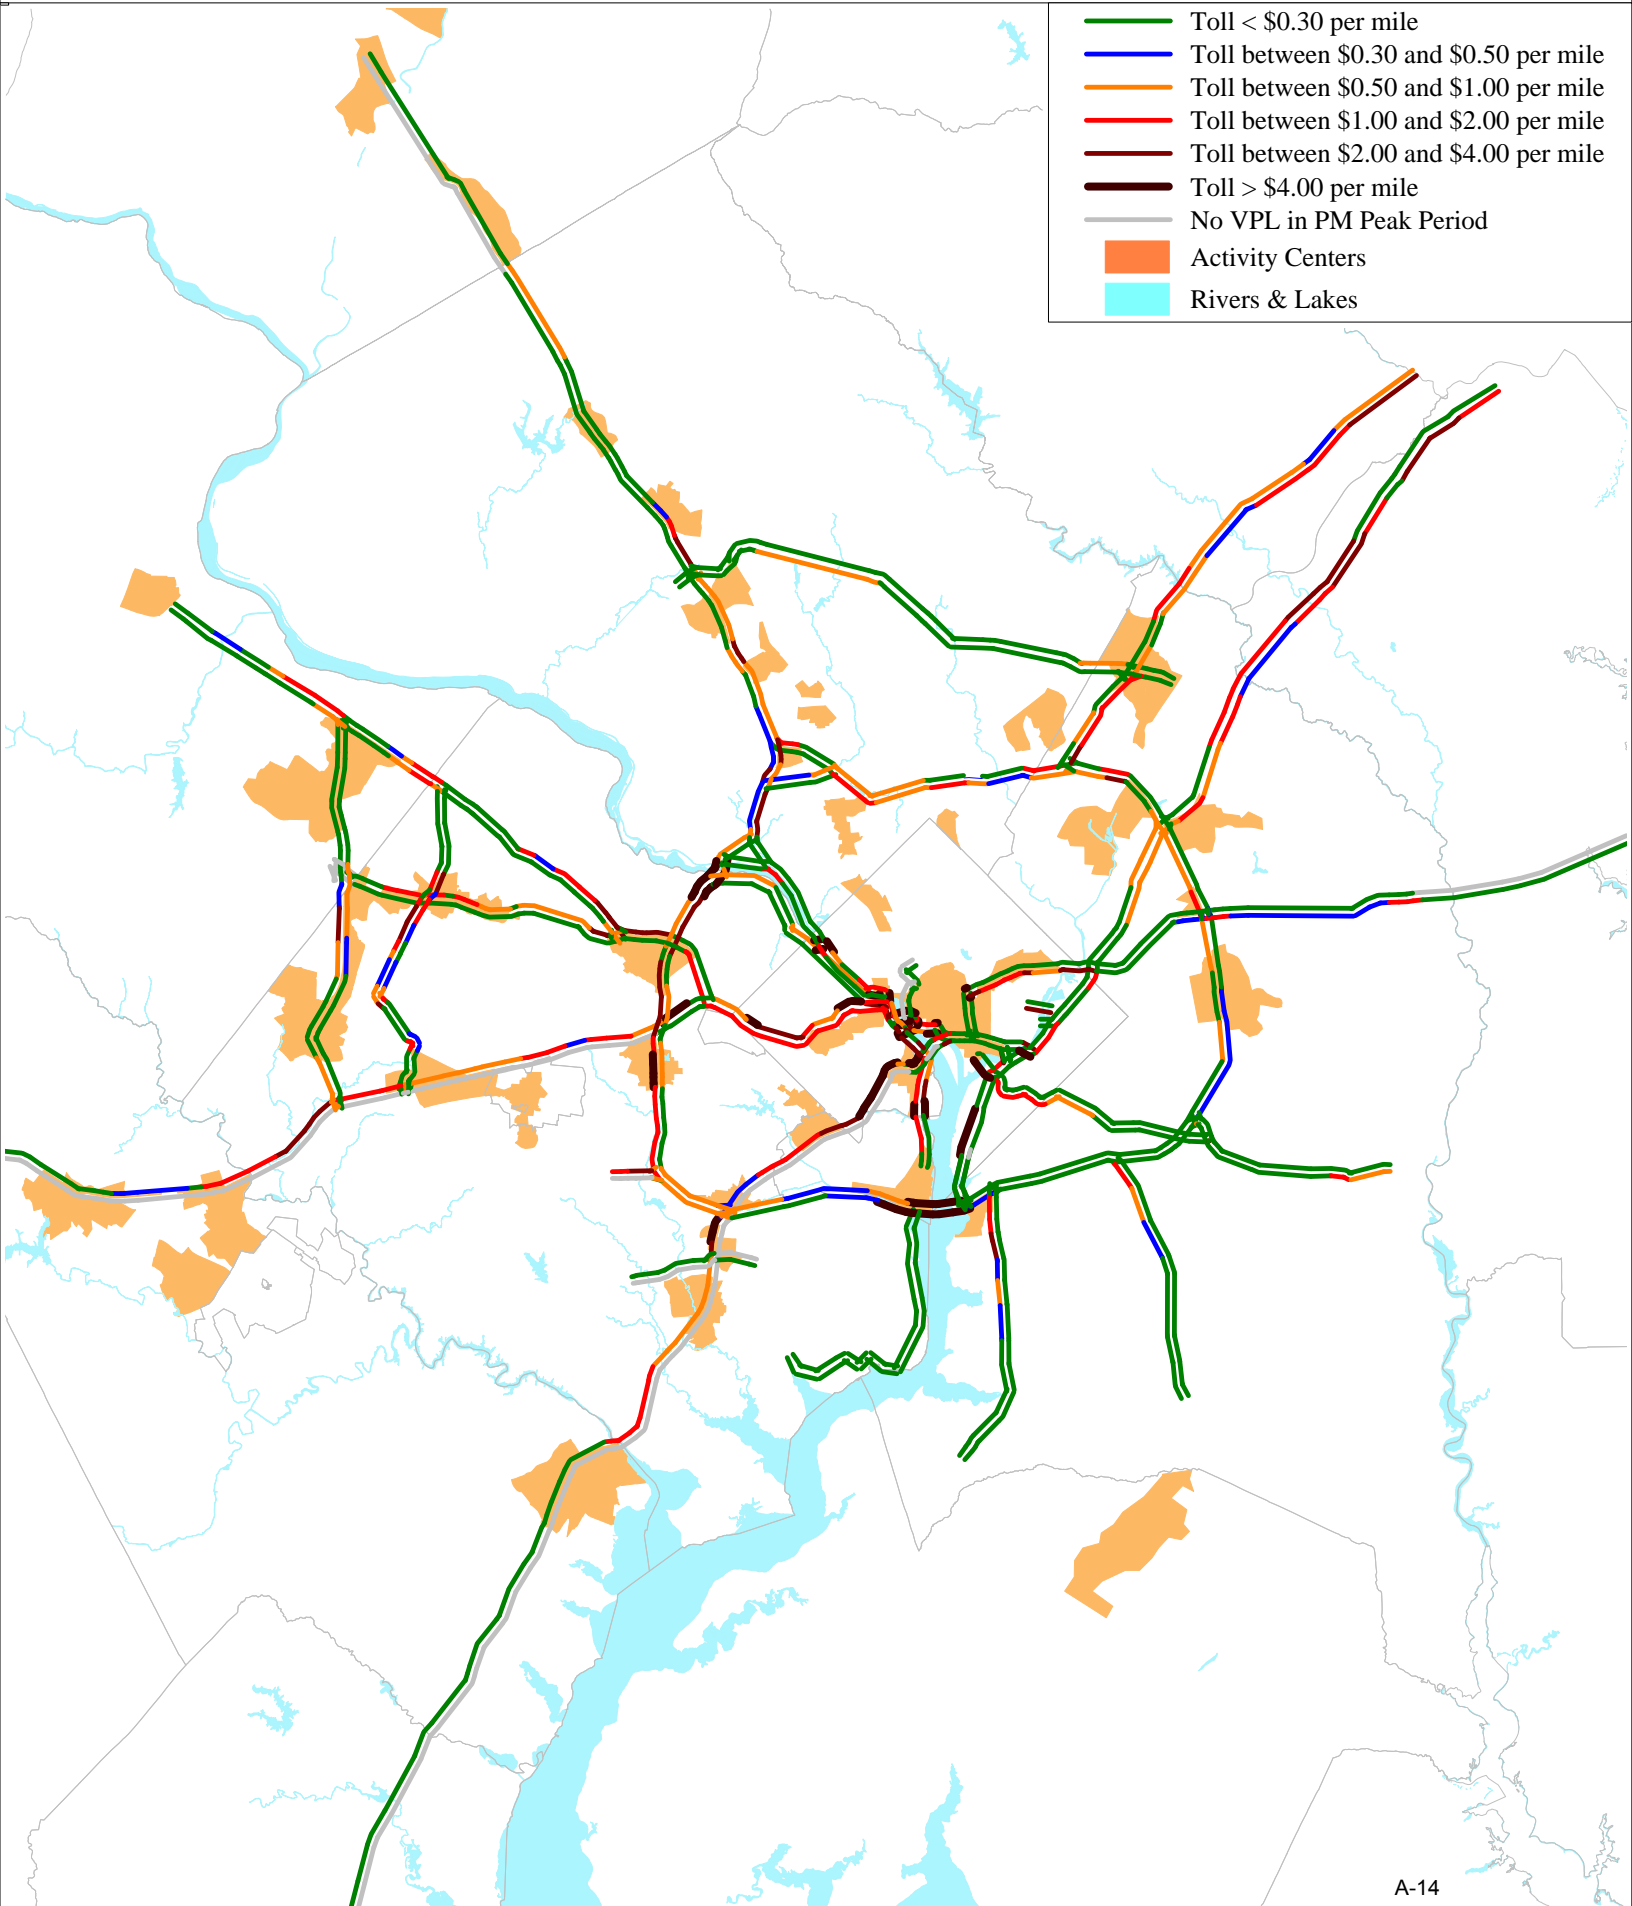 Toll < $0.30 per mile
Toll between $0.30 and $0.50 per mile
Toll between $0.50 and $1.00 per mile
Toll between $1.00 and $2.00 per mile
Toll between $2.00 and $4.00 per mile
Toll > $4.00 per mile
No VPL in PM Peak Period
Activity Centers
Rivers & Lakes
A-14